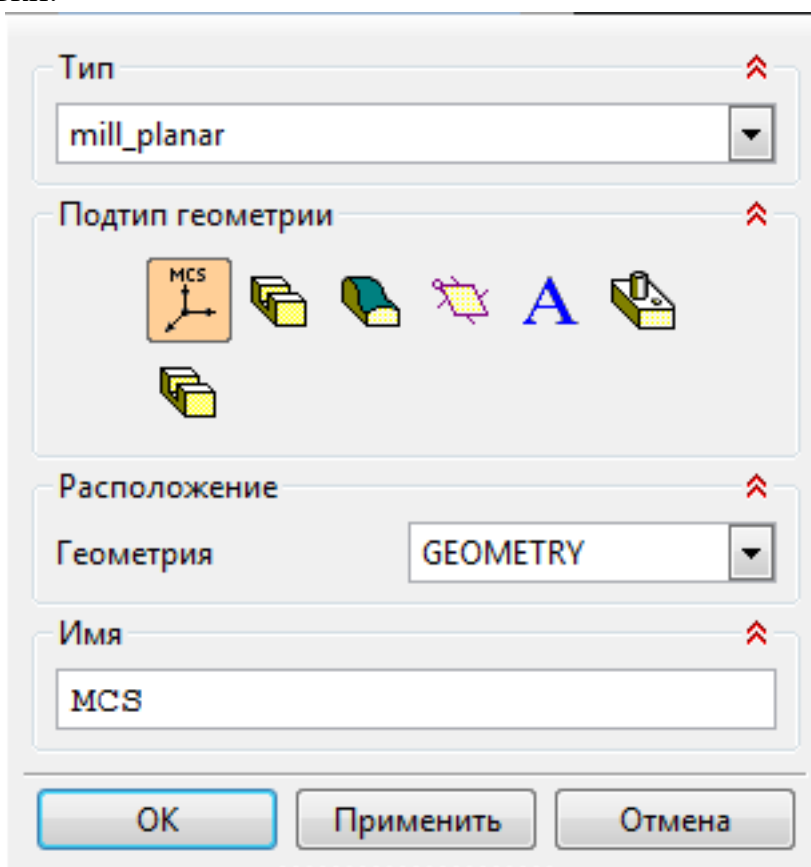 Тип
mill_planar
Подтип геометрии
MCS
A
Расположение
Геометрия GEOMETRY
Имя
MCS
OK Применить Отмена